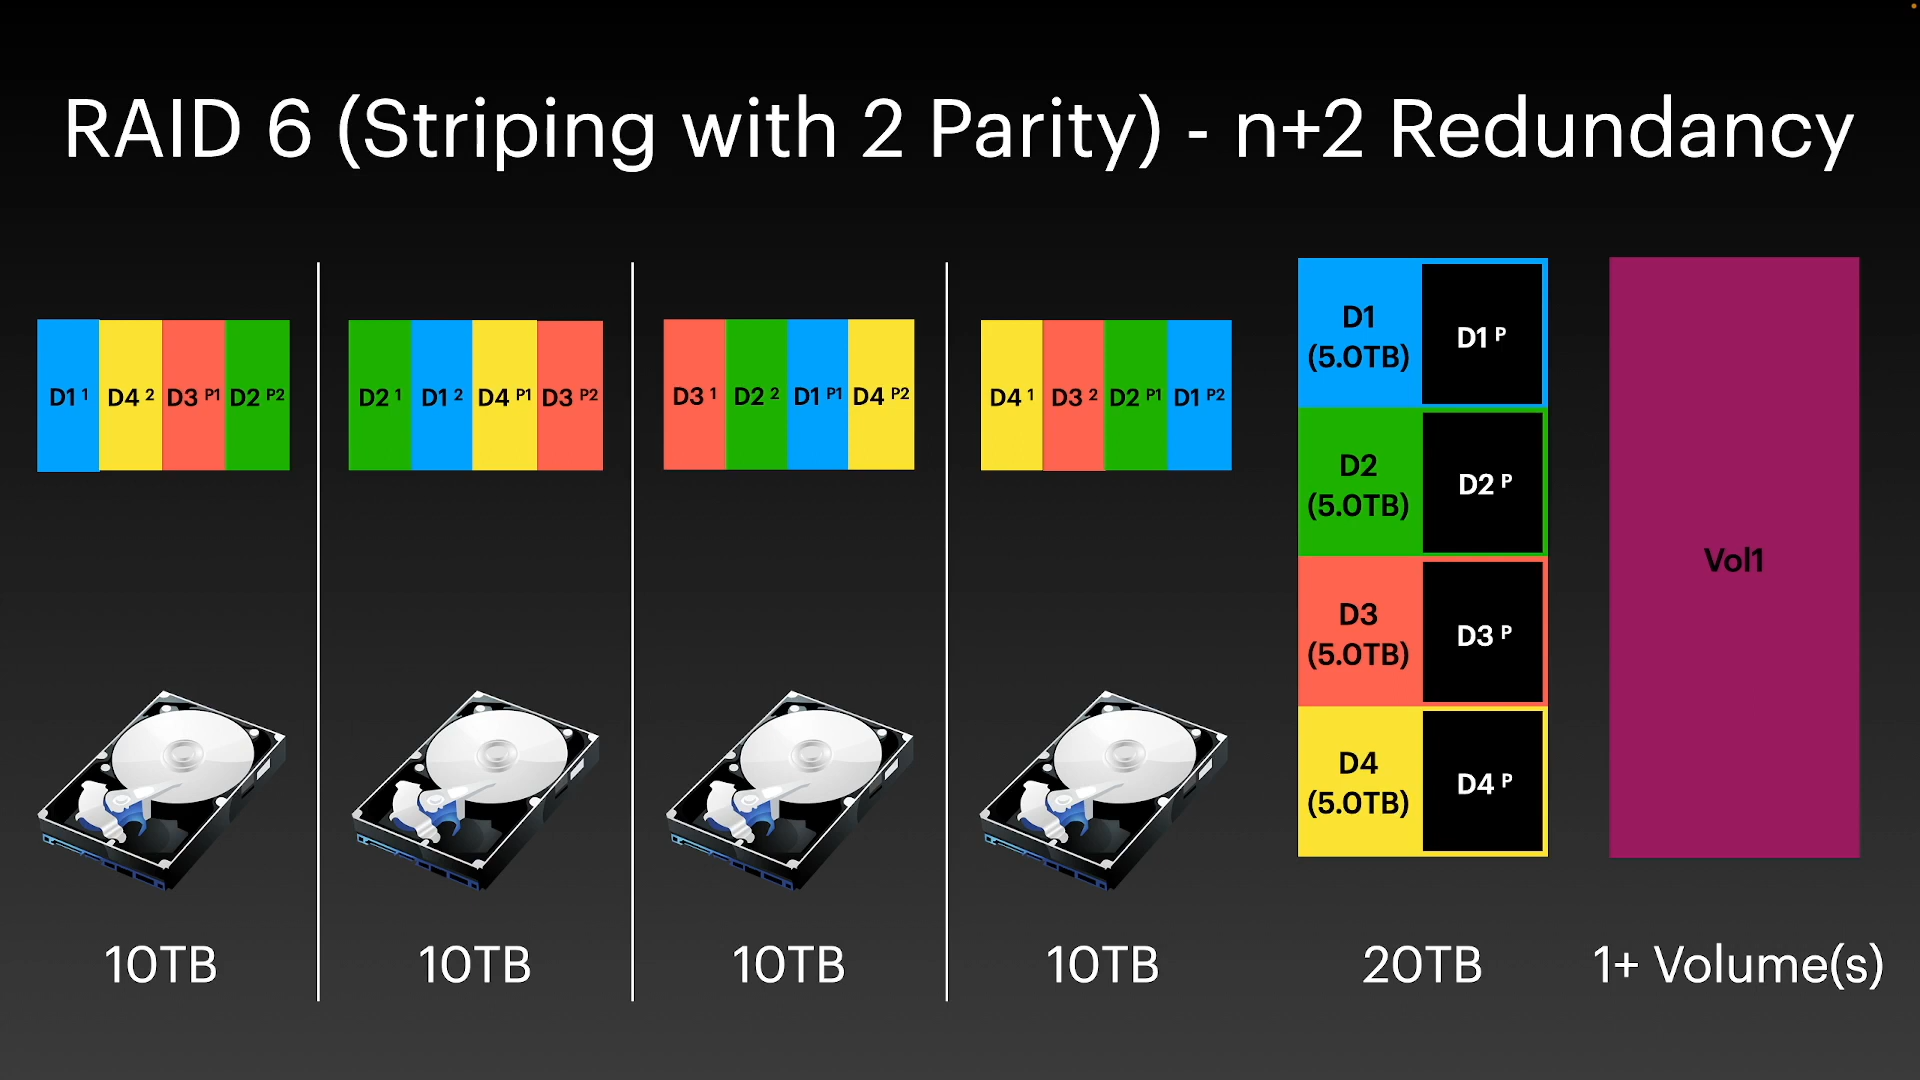 RAID 6 (Striping with 2 Parity) - n+2 Redundancy
D1 1 D4 2 D3 P1 D2 P2
D2 1 D1 2 D4 P1 D3 P2
D3 1 D2 2 D1 P1 D4 P2
D4 1 D3 2 D2 P1 D1 P2
D1
(5.0TB)
D1 P
D2
(5.0TB)
D2 P
D3
(5.0TB)
D3 P
D4
(5.0TB)
D4 P
Vol1
10TB
10TB
10TB
10TB
20TB
1+ Volume(s)